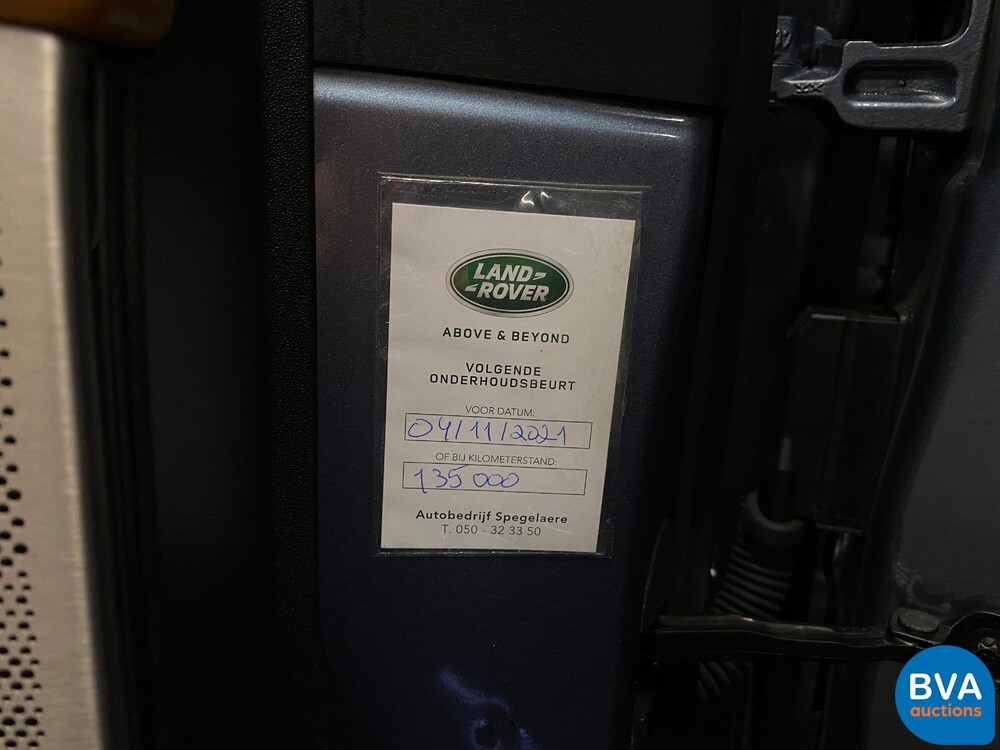 LAND-
-ROVER
ABOVE & BEYOND
VOLGENDE
ONDERHOUDSBEURT
VOOR DATUM:
04/11/2021
OF BIJ KILOMETERSTAND:
135 000
Autobedrijf Spegelaere
T. 050 - 32 33 50
BVA
auctions